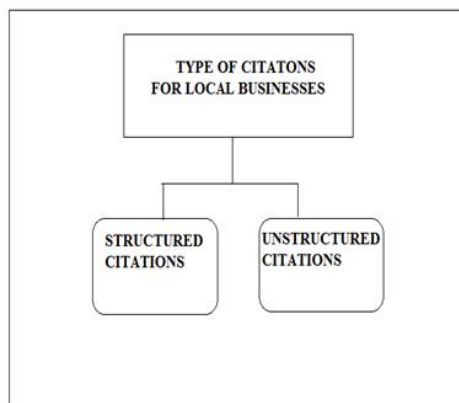 TYPE OF CITATONS
FOR LOCAL BUSINESSES
STRUCTURED
CITATIONS
UNSTRUCTURED
CITATIONS